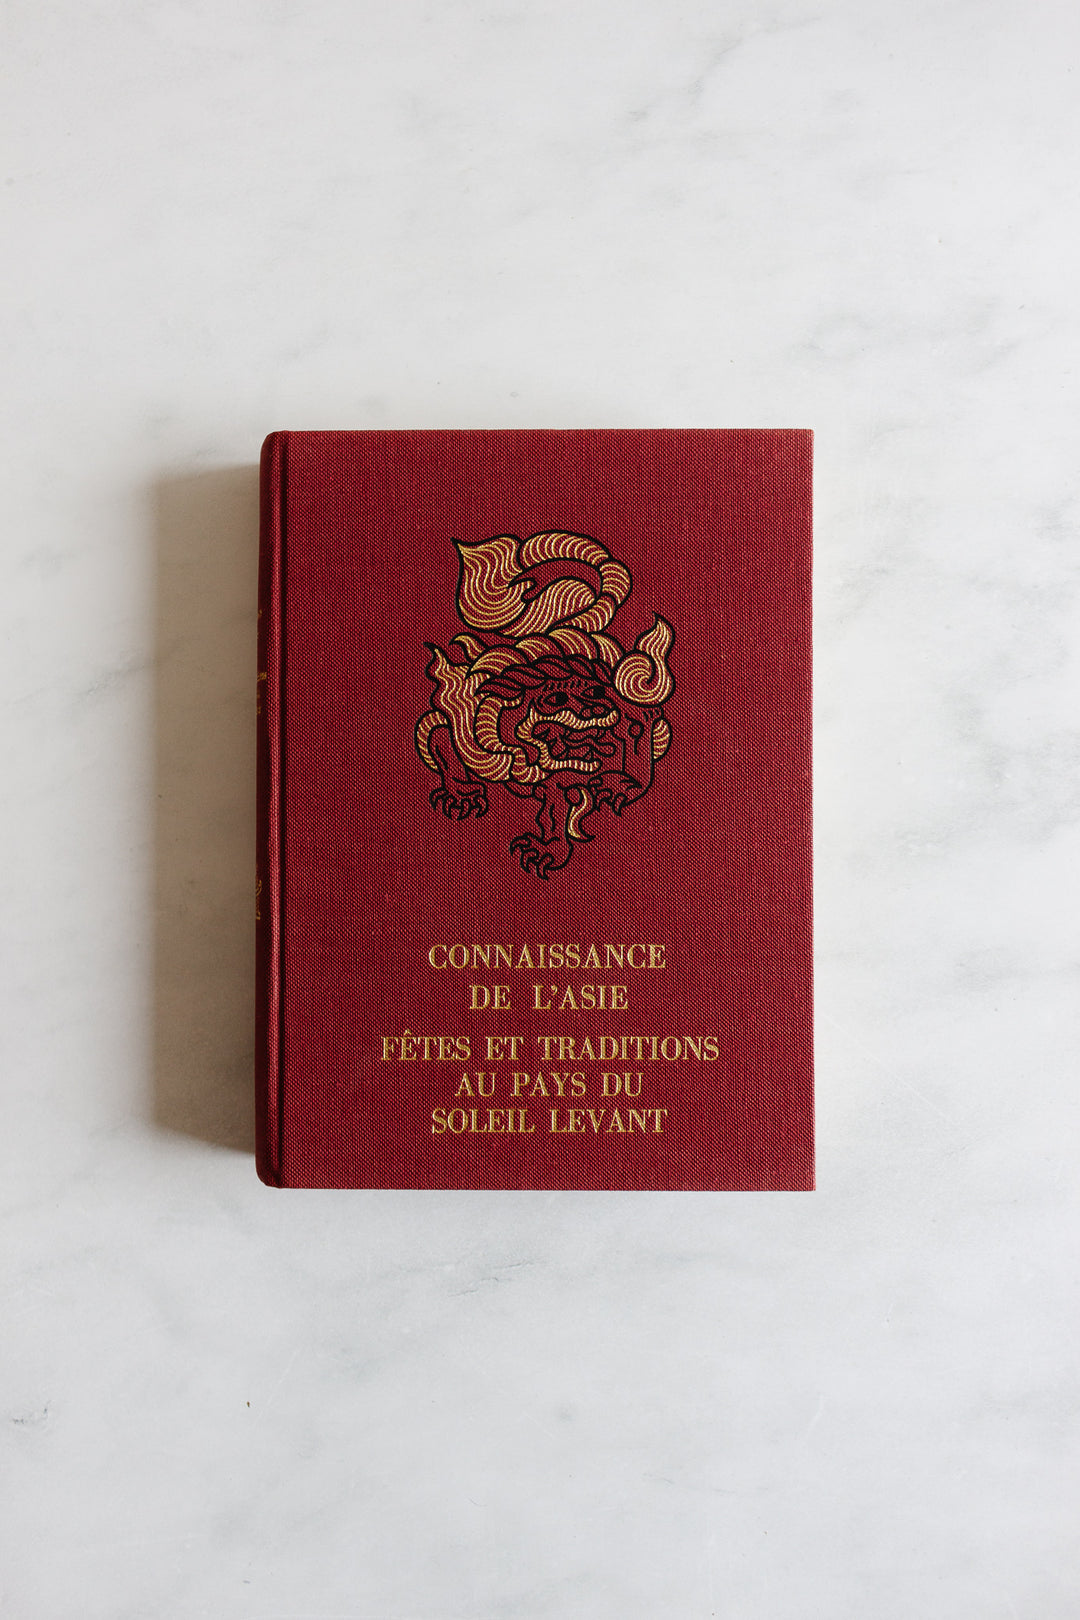 CONNAISSANCE
DE L'ASIE
FÊTES ET TRADITIONS
AU PAYS DU
SOLEIL LEVANT